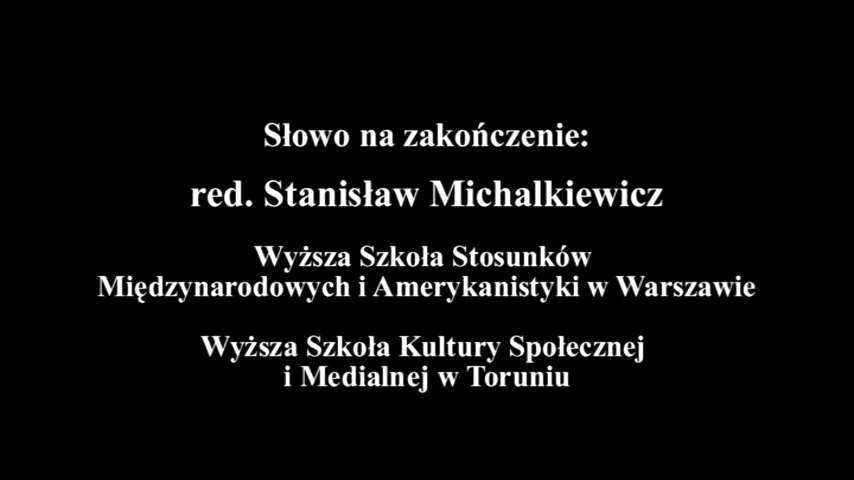 Słowo na zakończenie:
red. Stanisław Michalkiewicz
Wyższa Szkoła Stosunków
Międzynarodowych i Amerykanistyki w Warszawie
Wyższa Szkoła Kultury Społecznej
i Medialnej w Toruniu